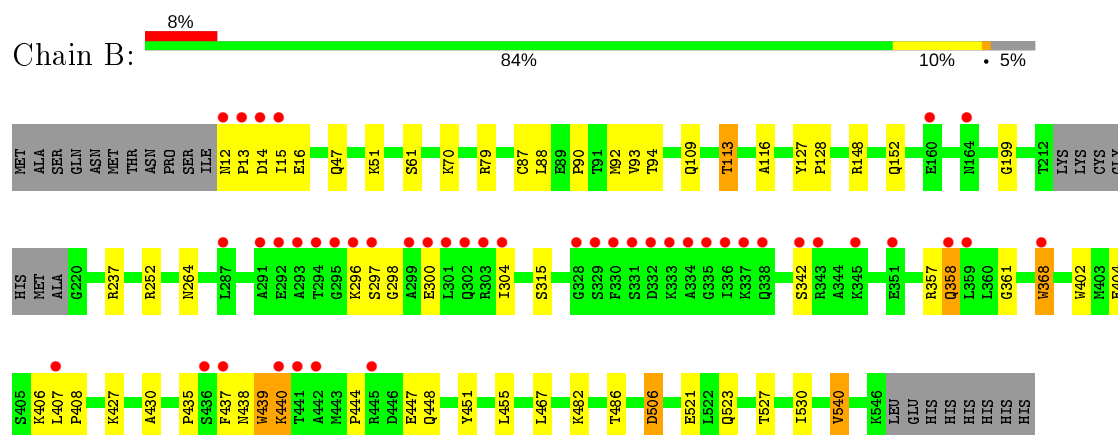 8%
Chain B:
84% 10% • 5%
MET ALA SER GLN ASN MET THR ASN PRO SER ILE N12 P13 D14 I15 E16 Q47 K51 S61 K70 R79 C87 L88 E89 P90 T91 M92 V93 T94 Q109 T113 A116 Y127 P128 R148 Q152 E160 N164 G199 T212 LYS LYS CYS GLY
HIS MET ALA G220 R237 R252 N264 L287 A291 E292 A293 T294 G295 K296 S297 G298 A299 E300 L301 Q302 R303 I304 S315 G328 S329 F330 S331 D332 K333 A334 G335 I336 K337 Q338 S342 R343 A344 K345 E351 R357 Q358 L359 L360 G361 W368 W402 M403 E404
S405 K406 L407 P408 K427 A430 P435 S436 F437 N438 W439 K440 T441 A442 M443 P444 R445 D446 E447 Q448 Y451 L455 L467 K482 T486 D506 E521 L522 Q523 T527 I530 V540 K546 LEU GLU HIS HIS HIS HIS HIS HIS